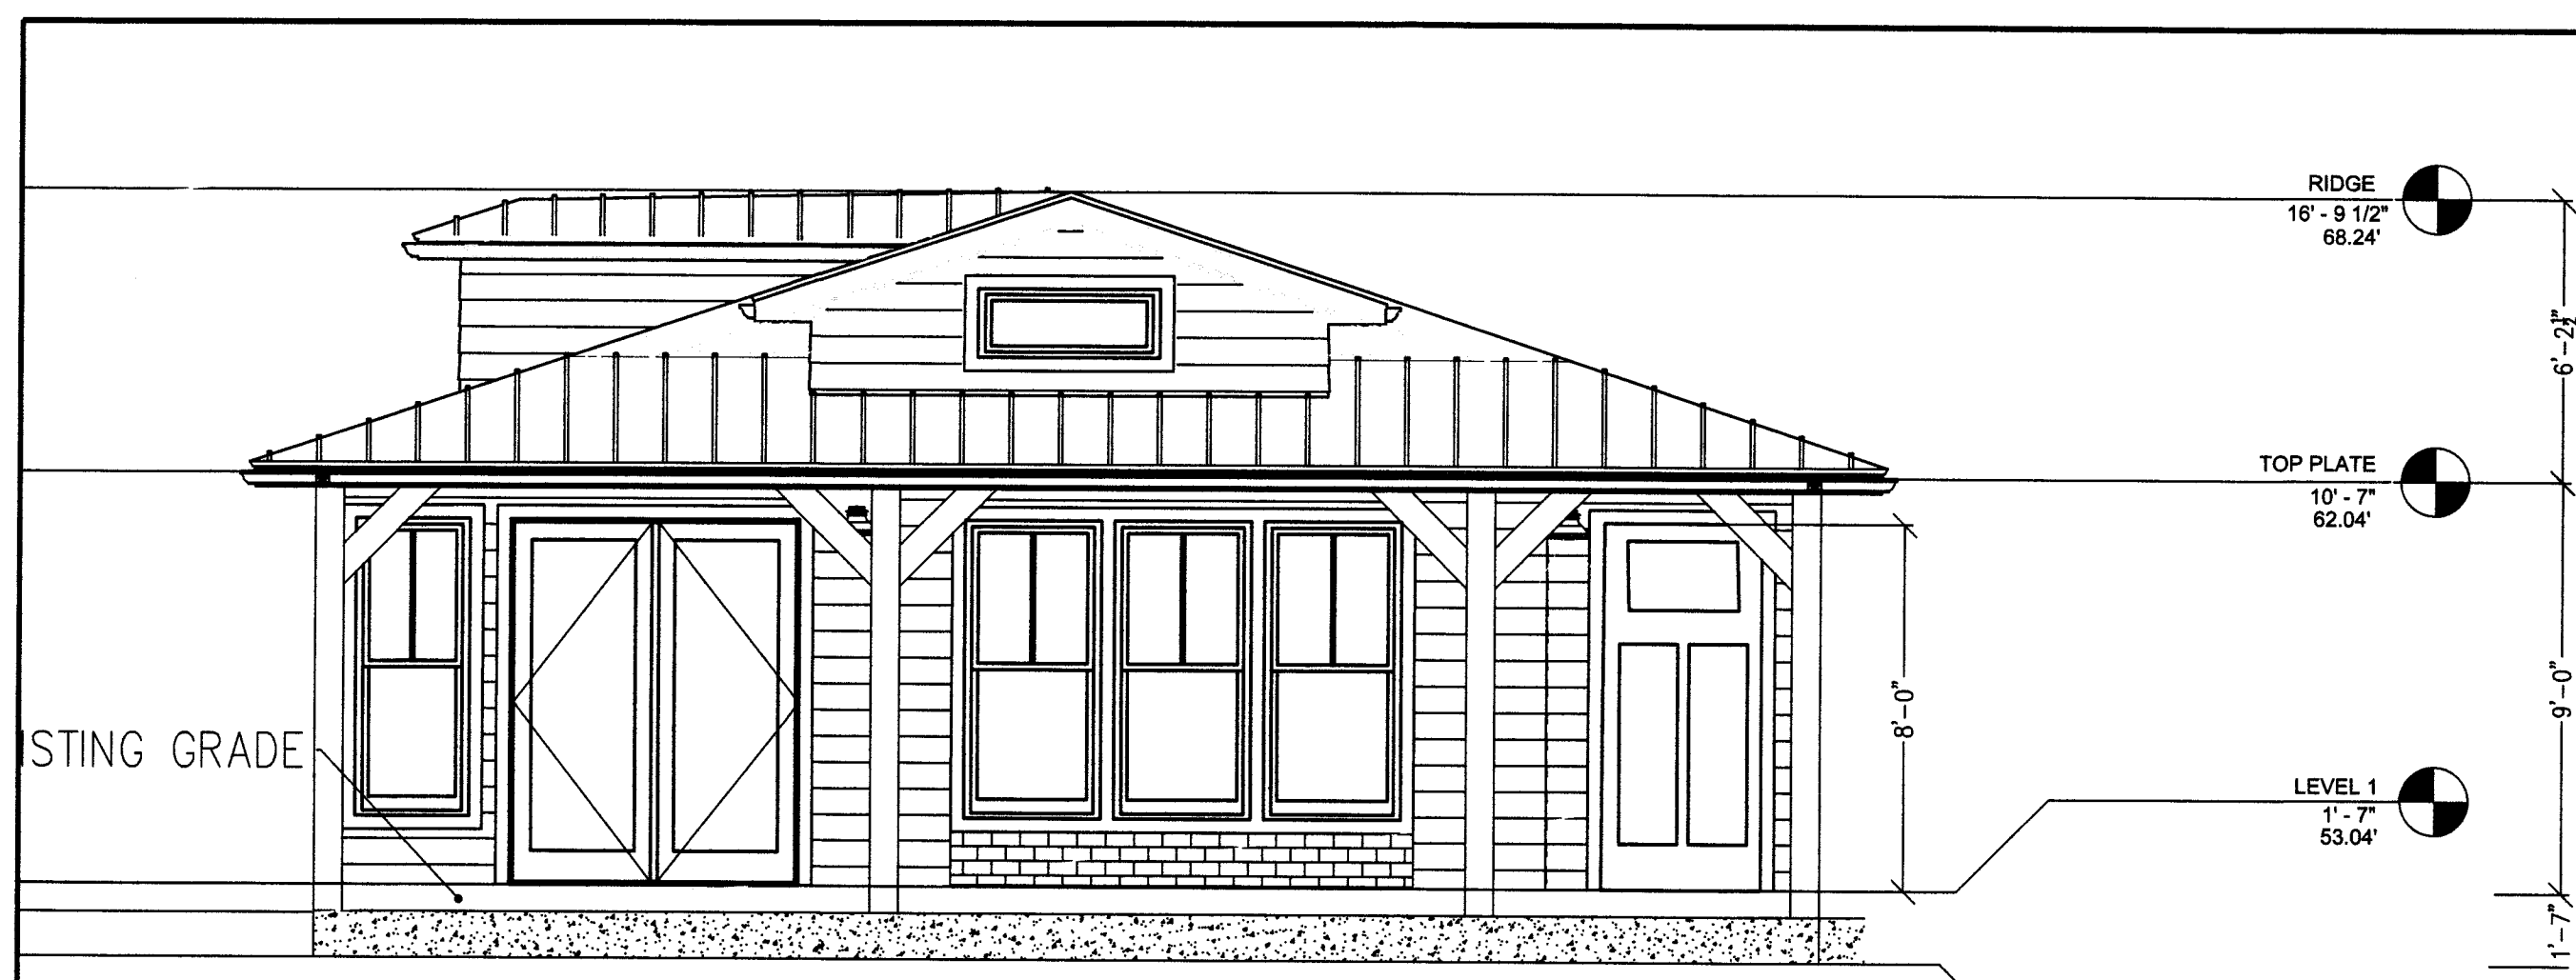 RIDGE
16' - 9 1/2"
68.24'
6'-2½"
TOP PLATE
10' - 7"
62.04'
9'-0"
8'-0"
ISTING GRADE
LEVEL 1
1' - 7"
53.04'
1'-7"